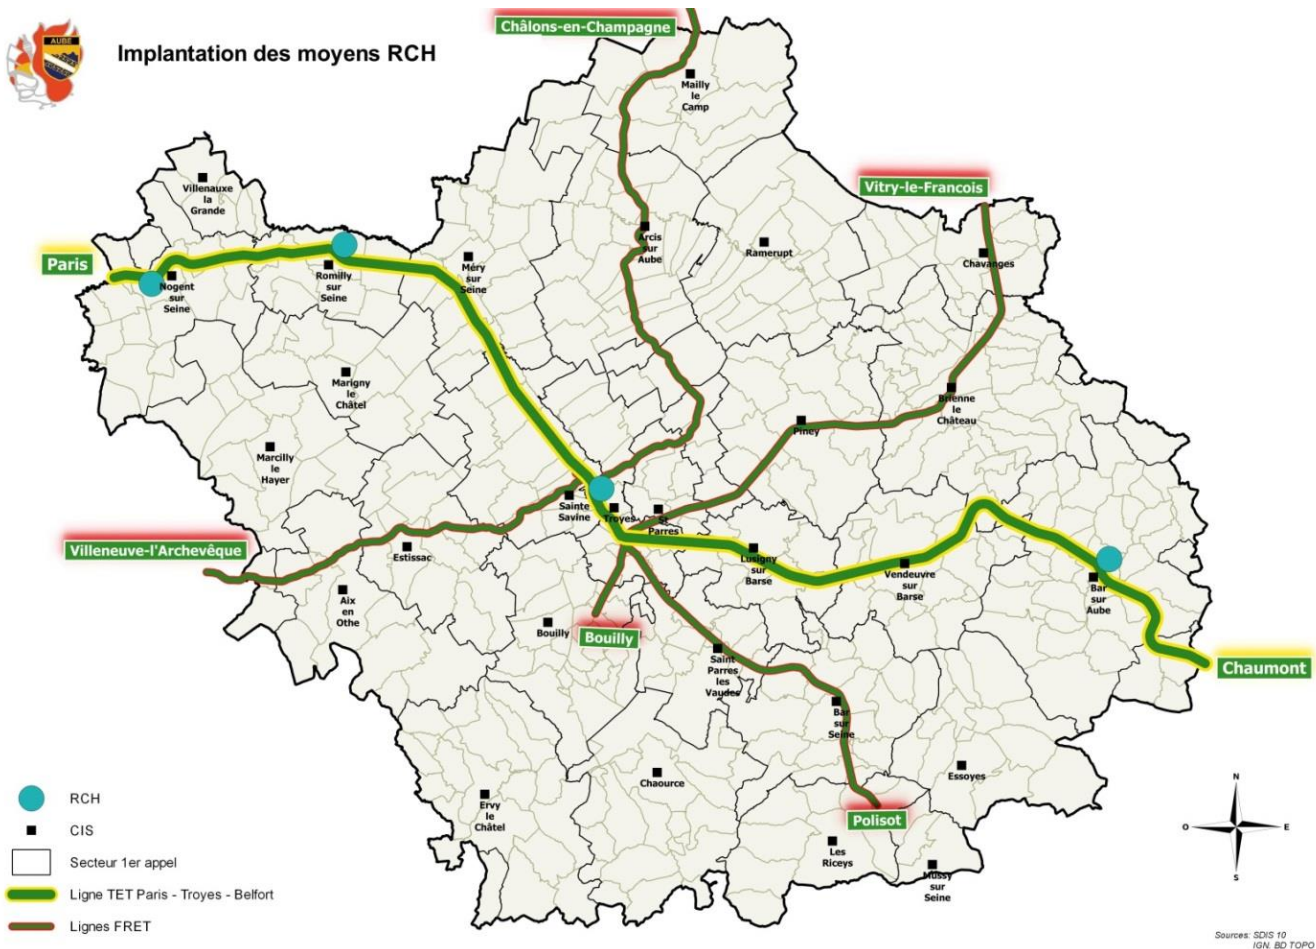 Implantation des moyens RCH
AUBE
Châlons-en-Champagne
Mailly
le
Camp
Villenauxe
la
Grande
Vitry-le-Francois
Paris
Nogent
sur
Seine
Romilly
sur
Seine
Méry
sur
Seine
Arcis
sur
Aube
Ramerupt
Chavanges
Marigny
le
Châtel
Marcilly
le
Hayer
Piney
Brienne
le
Château
Sainte
Savine
Troyes
St
Parres
Villeneuve-l'Archevêque
Estissac
Lusigny
sur
Barse
Vendeuvre
sur
Barse
Bar
sur
Aube
Aix
en
Othe
Bouilly
Bouilly
Saint
Parres
les
Vaudes
Chaumont
Bar
sur
Seine
Chaource
Essoyes
Ervy
le
Châtel
Polisot
Les
Riceys
Mussy
sur
Seine
RCH
CIS
Secteur 1er appel
Ligne TET Paris - Troyes - Belfort
Lignes FRET
N
O
E
S
Sources: SDIS 10
IGN. BD TOPO